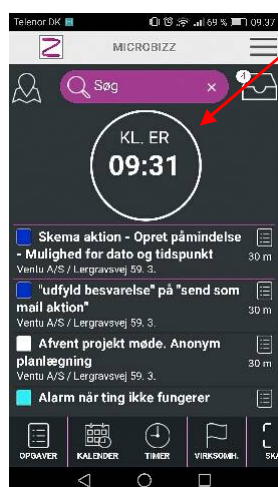 Telenor DK 69 % 09.37
MICROBIZZ
Søg ×
4
KL. ER
09:31
Skema aktion - Opret påmindelse
- Mulighed for dato og tidspunkt
30 m
Ventu A/S / Lergravsvej 59. 3.
"udfyld besvarelse" på "send som
mail aktion"
30 m
Ventu A/S / Lergravsvej 59. 3.
Afvent projekt møde. Anonym
planlægning
30 m
Ventu A/S / Lergravsvej 59. 3.
Alarm når ting ikke fungerer
OPGAVER KALENDER TIMER VIRKSOMH. SKA